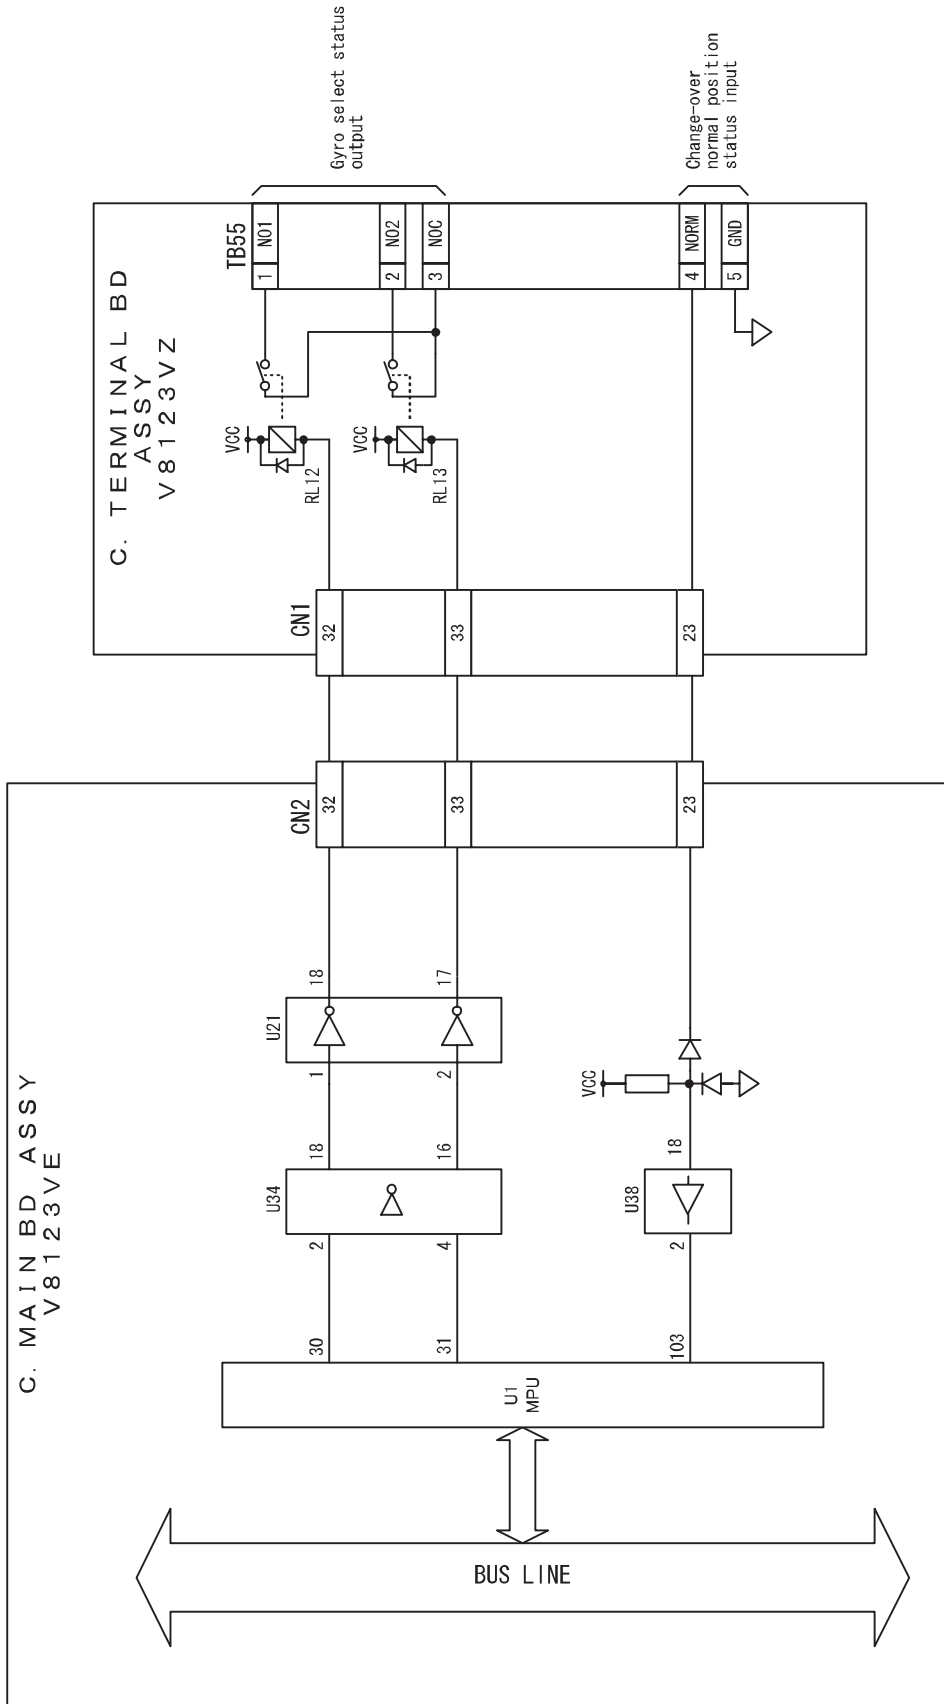 C. MAIN BD ASSY
V8123VE
C. TERMINAL BD
ASSY
V8123VZ
BUS LINE
U1
MPU
30
31
103
2
4
U34
18
16
2
U38
18
1
2
U21
18
17
VCC
CN2
32
33
23
CN1
32
33
23
VCC
RL12
VCC
RL13
TB55
1
NO1
2
NO2
3
NOC
4
NORM
5
GND
Gyro select status
output
Change-over
normal position
status input